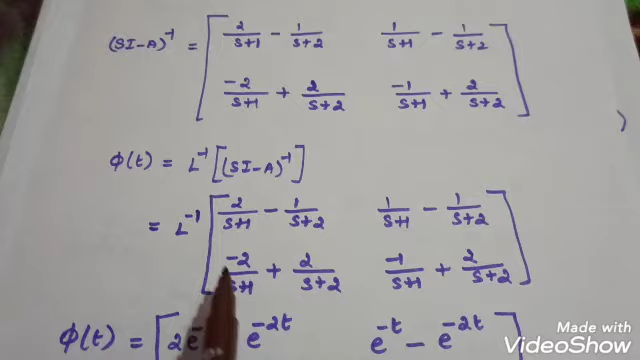 (SI-A)⁻¹ = [ 2/(S+1) - 1/(S+2)   1/(S+1) - 1/(S+2)
-2/(S+1) + 2/(S+2)   -1/(S+1) + 2/(S+2) ]
ϕ(t) = L⁻¹[(SI-A)⁻¹]
= L⁻¹ [ 2/(S+1) - 1/(S+2)   1/(S+1) - 1/(S+2)
-2/(S+1) + 2/(S+2)   -1/(S+1) + 2/(S+2) ]
ϕ(t) = [ 2e⁻ e⁻²ᵗ   e⁻ᵗ - e⁻²ᵗ ]
Made with
VideoShow